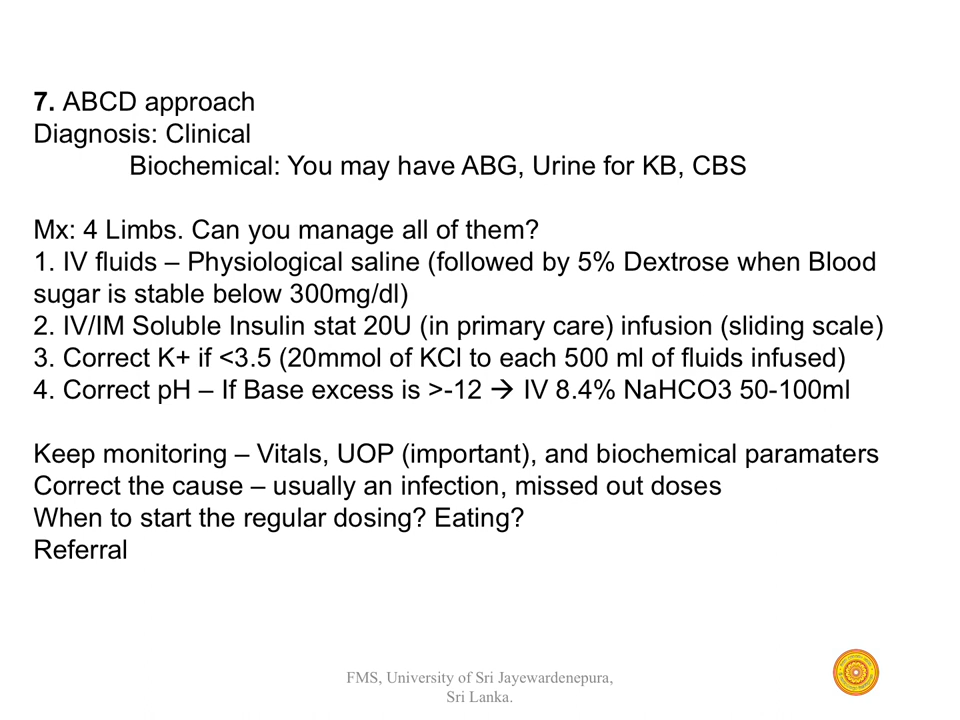 7. ABCD approach
Diagnosis: Clinical
Biochemical: You may have ABG, Urine for KB, CBS
Mx: 4 Limbs. Can you manage all of them?
1. IV fluids – Physiological saline (followed by 5% Dextrose when Blood
sugar is stable below 300mg/dl)
2. IV/IM Soluble Insulin stat 20U (in primary care) infusion (sliding scale)
3. Correct K+ if <3.5 (20mmol of KCl to each 500 ml of fluids infused)
4. Correct pH – If Base excess is >-12 → IV 8.4% NaHCO3 50-100ml
Keep monitoring – Vitals, UOP (important), and biochemical paramaters
Correct the cause – usually an infection, missed out doses
When to start the regular dosing? Eating?
Referral
FMS, University of Sri Jayewardenepura,
Sri Lanka.